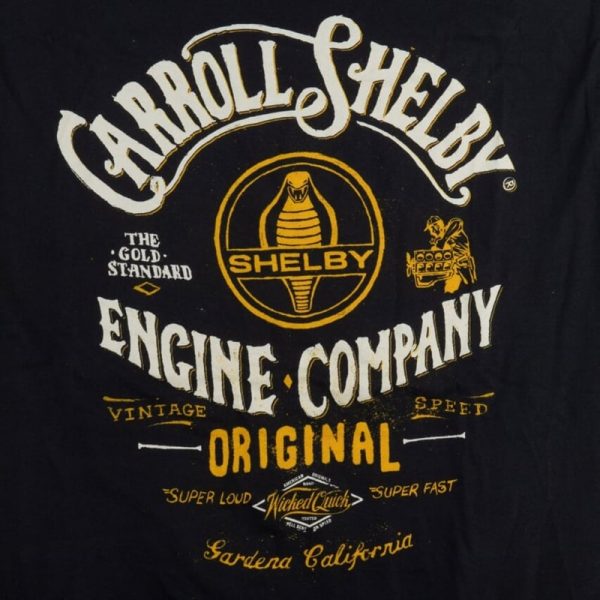 CARROLL SHELBY
SHELBY
THE
·GOLD·
STANDARD
ENGINE · COMPANY
VINTAGE SPEED
ORIGINAL
SUPER LOUD Wicked Quick SUPER FAST
Gardena California